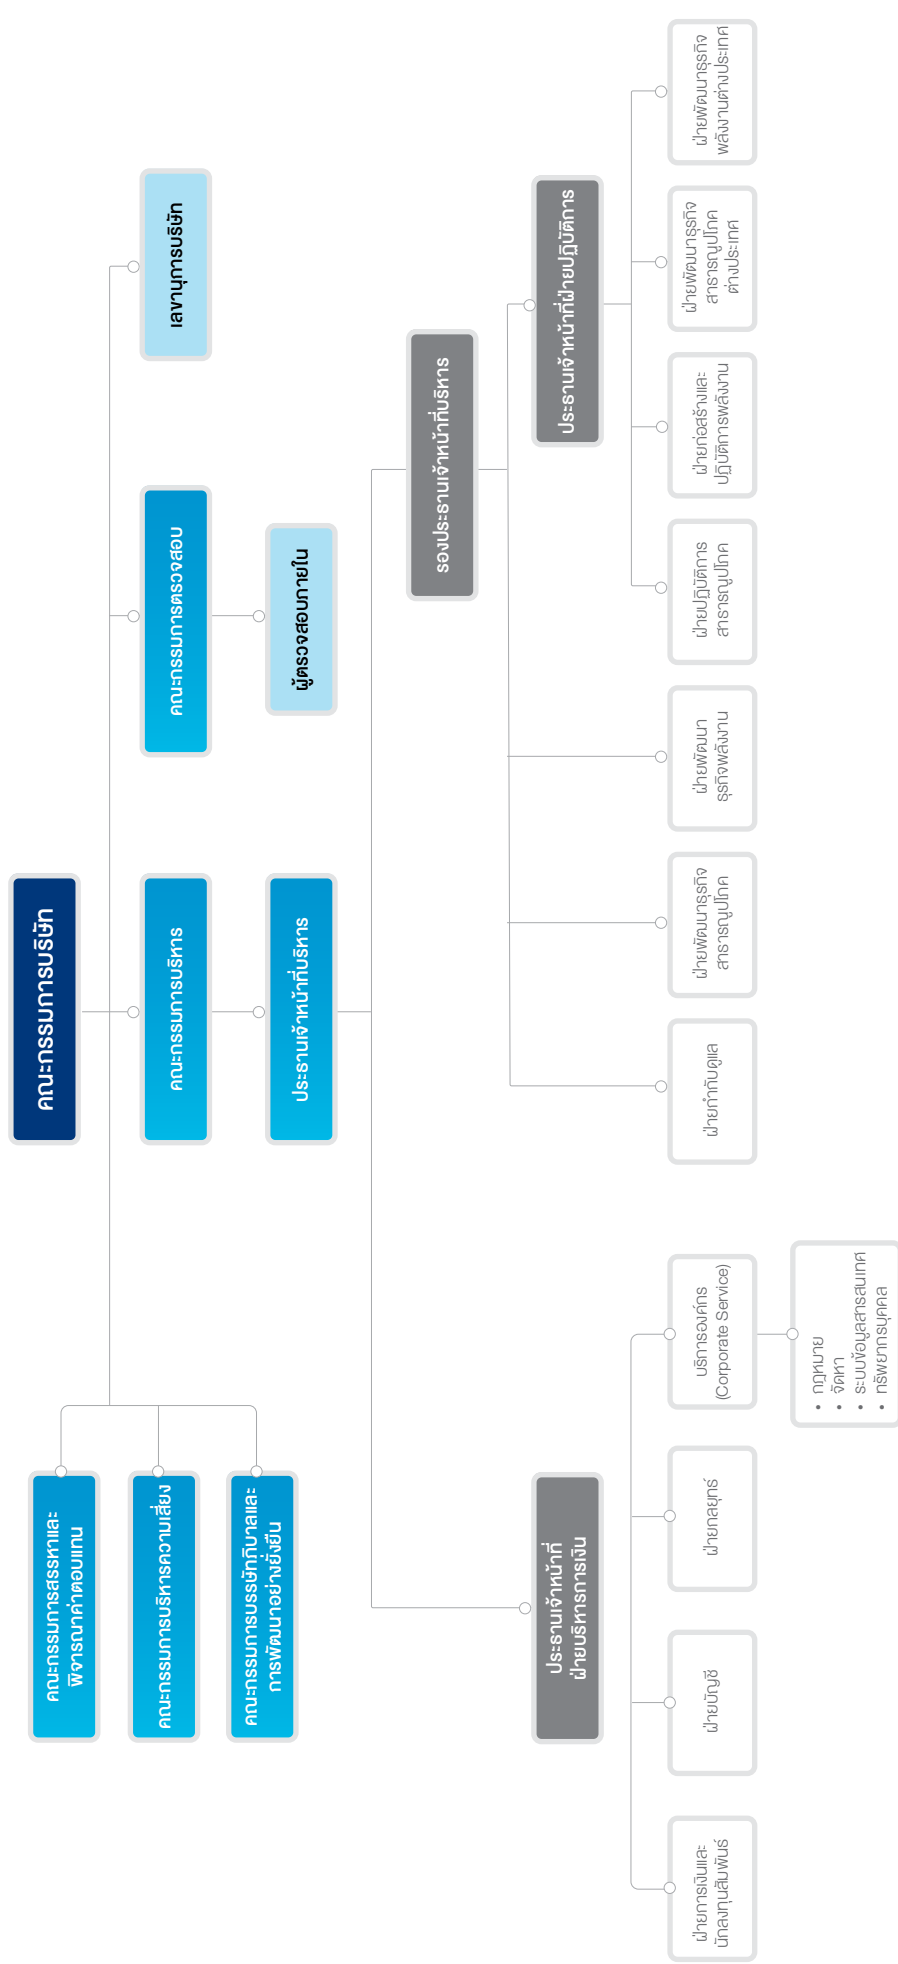 คณะกรรมการบริษัท
คณะกรรมการสรรหาและ
พิจารณาค่าตอบแทน
คณะกรรมการบริหารความเสี่ยง
คณะกรรมการบรรษัทภิบาลและ
การพัฒนาอย่างยั่งยืน
คณะกรรมการบริหาร
คณะกรรมการตรวจสอบ
เลขานุการบริษัท
ประธานเจ้าหน้าที่บริหาร
ผู้ตรวจสอบภายใน
รองประธานเจ้าหน้าที่บริหาร
ประธานเจ้าหน้าที่
ฝ่ายบริหารการเงิน
ประธานเจ้าหน้าที่ฝ่ายปฏิบัติการ
ฝ่ายการเงินและ
นักลงทุนสัมพันธ์
ฝ่ายบัญชี
ฝ่ายกลยุทธ์
บริการองค์กร
(Corporate Service)
ฝ่ายกำกับดูแล
ฝ่ายพัฒนาธุรกิจ
สาธารณูปโภค
ฝ่ายพัฒนา
ธุรกิจพลังงาน
ฝ่ายปฏิบัติการ
สาธารณูปโภค
ฝ่ายก่อสร้างและ
ปฏิบัติการพลังงาน
ฝ่ายพัฒนาธุรกิจ
สาธารณูปโภค
ต่างประเทศ
ฝ่ายพัฒนาธุรกิจ
พลังงานต่างประเทศ
• กฎหมาย
• จัดหา
• ระบบข้อมูลสารสนเทศ
• ทรัพยากรบุคคล